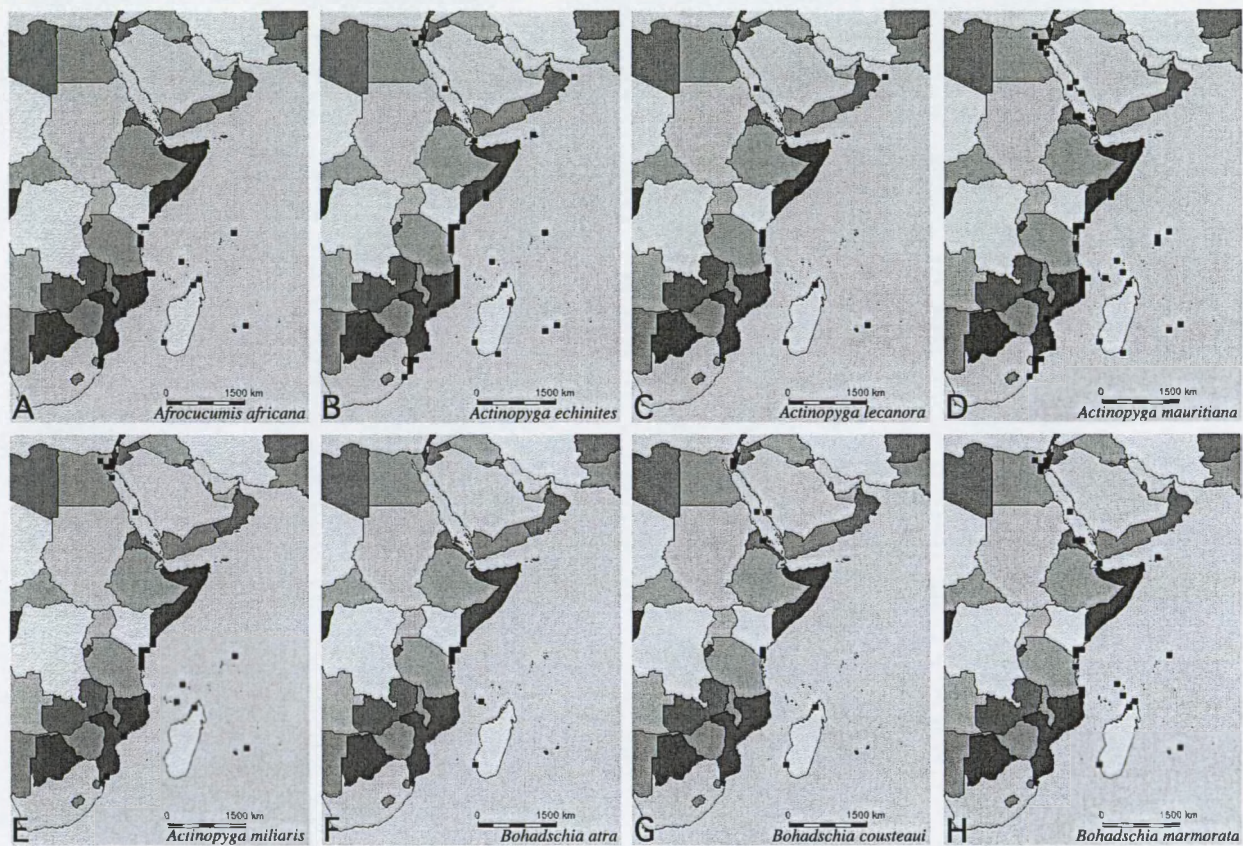 0 1500 km
A Afrocucumis africana
0 1500 km
B Actinopyga echinites
0 1500 km
C Actinopyga lecanora
0 1500 km
D Actinopyga mauritiana
0 1500 km
E Actinopyga miliaris
0 1500 km
F Bohadschia atra
0 1500 km
G Bohadschia cousteaui
0 1500 km
H Bohadschia marmorata